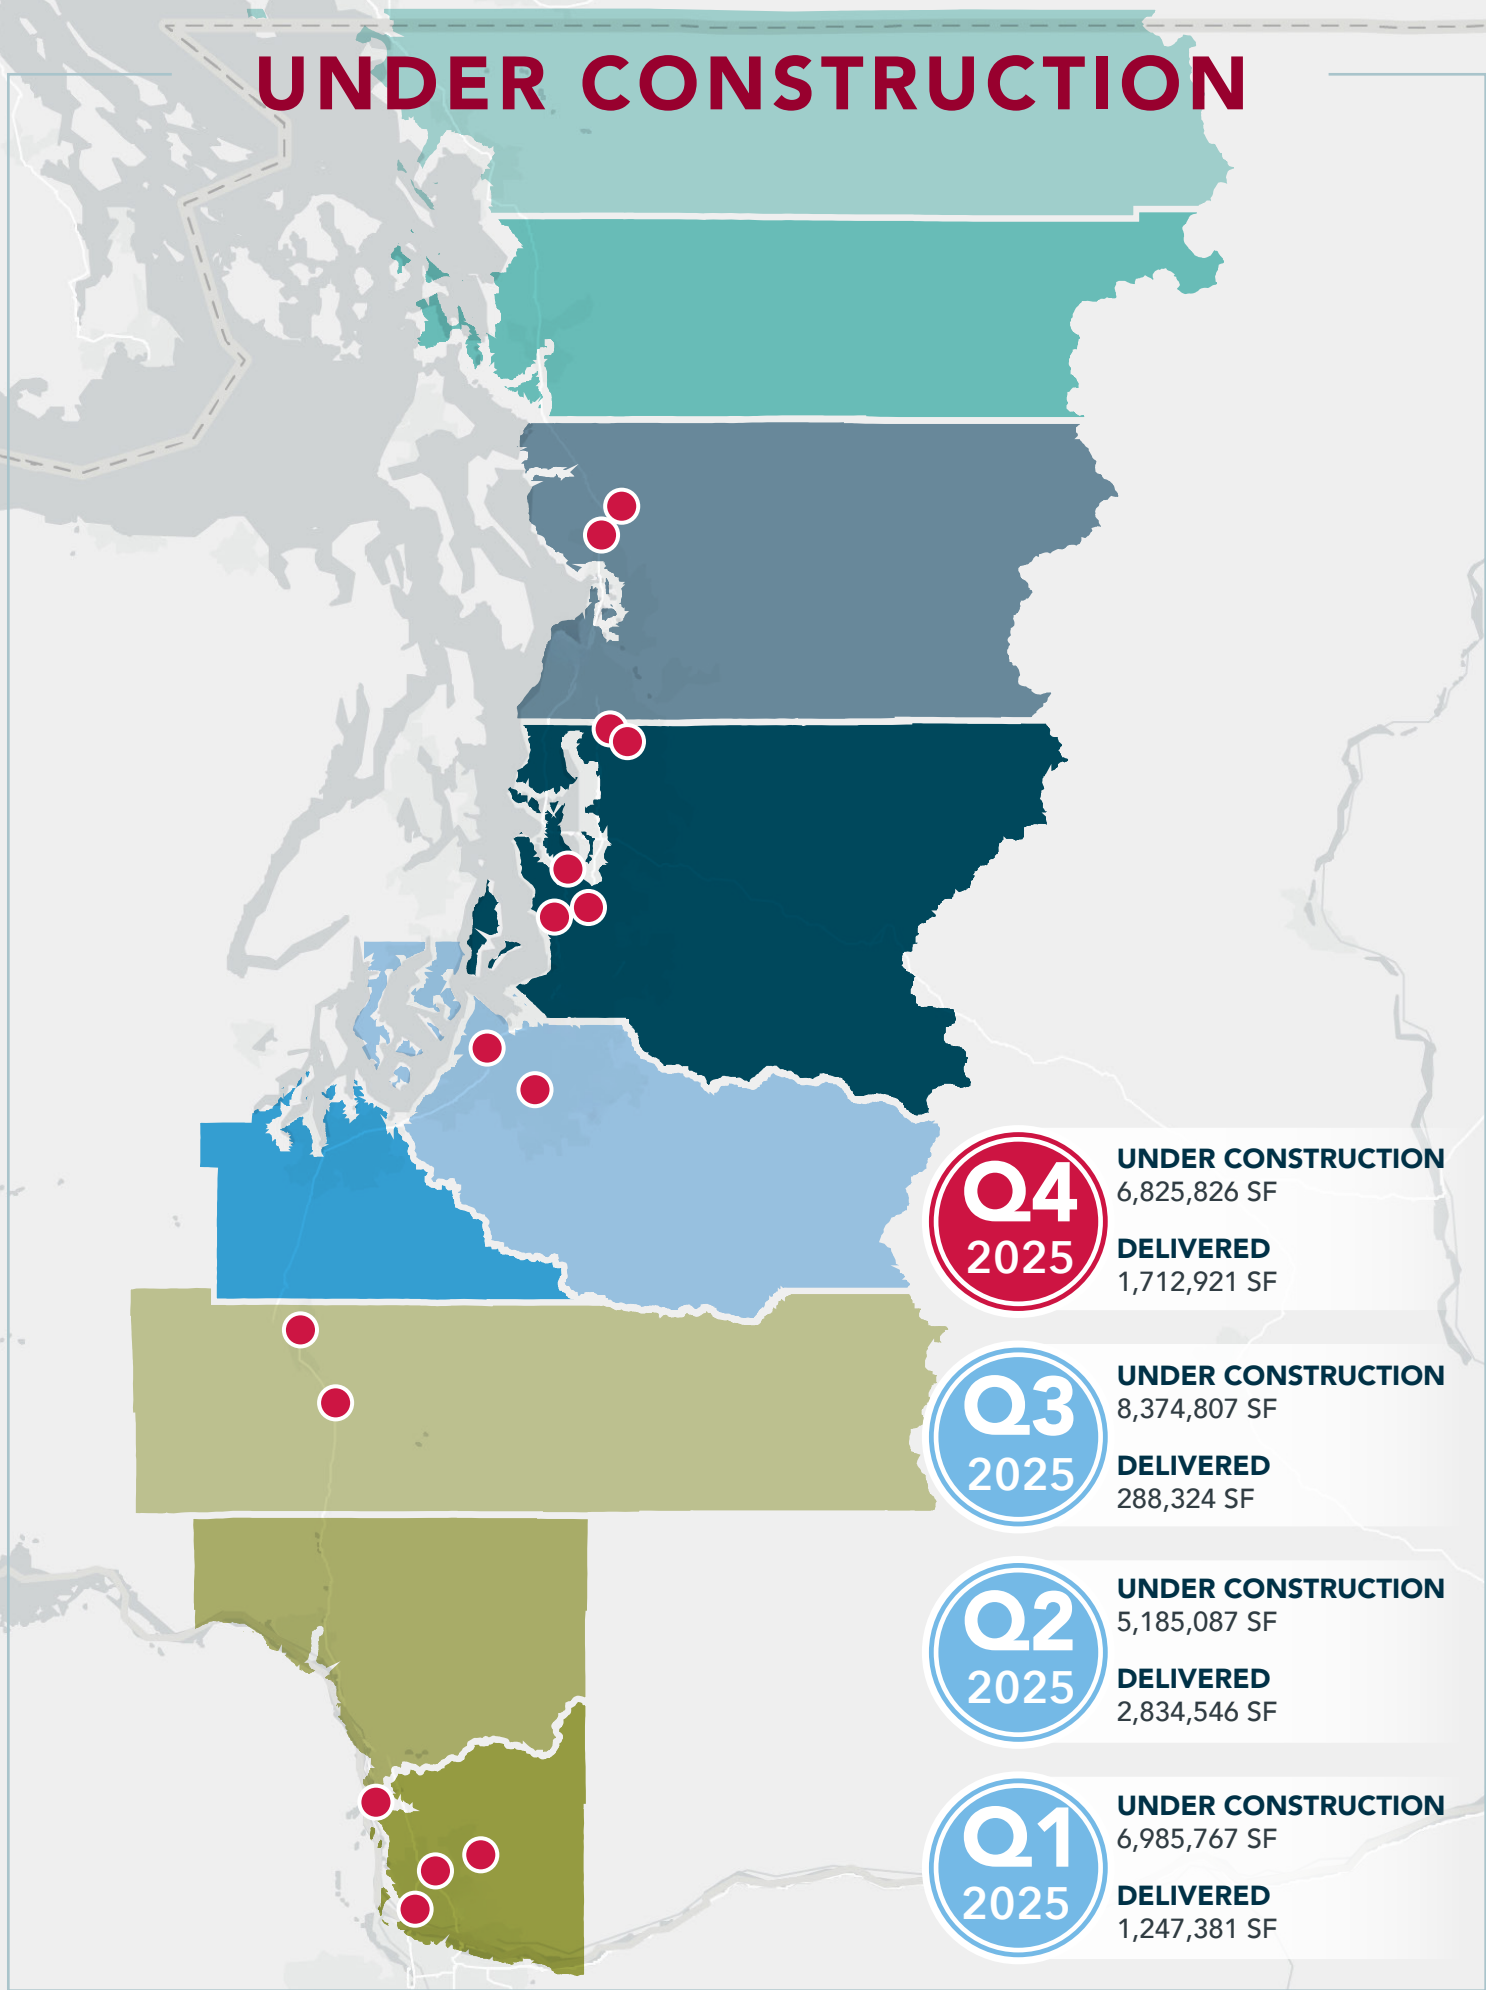 UNDER CONSTRUCTION
Q4
2025
UNDER CONSTRUCTION
6,825,826 SF
DELIVERED
1,712,921 SF
Q3
2025
UNDER CONSTRUCTION
8,374,807 SF
DELIVERED
288,324 SF
Q2
2025
UNDER CONSTRUCTION
5,185,087 SF
DELIVERED
2,834,546 SF
Q1
2025
UNDER CONSTRUCTION
6,985,767 SF
DELIVERED
1,247,381 SF